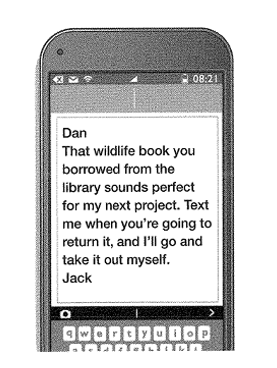 08:21
Dan
That wildlife book you
borrowed from the
library sounds perfect
for my next project. Text
me when you're going to
return it, and I'll go and
take it out myself.
Jack
q w e r t y u i o p